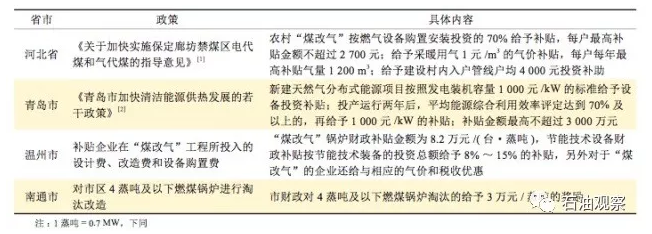 省市 政策 具体内容
河北省 《关于加快实施保定廊坊禁煤区电代煤和气代煤的指导意见》[1] 农村“煤改气”按燃气设备购置安装投资的 70% 给予补贴，每户最高补贴金额不超过 2 700 元；给予采暖用气 1 元 /m³ 的气价补贴，每户每年最高补贴气量 1 200 m³；给予建设村内入户管线户均 4 000 元投资补助
青岛市 《青岛市加快清洁能源供热发展的若干政策》[2] 新建天然气分布式能源项目按照发电装机容量 1 000 元 /kW 的标准给予设备投资补贴；投产运行两年后，平均能源综合利用效率评定达到 70% 及以上的，再给予 1 000 元 /kW 的补贴；补贴金额最高不超过 3 000 万元
温州市 补贴企业在“煤改气”工程所投入的设计费、改造费和设备购置费 “煤改气”锅炉财政补贴金额为 8.2 万元 /( 台 · 蒸吨 )，节能技术设备财政补贴按节能技术装备的投资总额给予 8% ～ 15% 的补贴，另外对于“煤改气”的企业还给与相应的气价和税收优惠
南通市 对市区 4 蒸吨及以下燃煤锅炉进行淘汰改造 市财政对 4 蒸吨及以下燃煤锅炉淘汰的给予 3 万元 / 的奖
注：1 蒸吨 = 0.7 MW，下同
石油观察